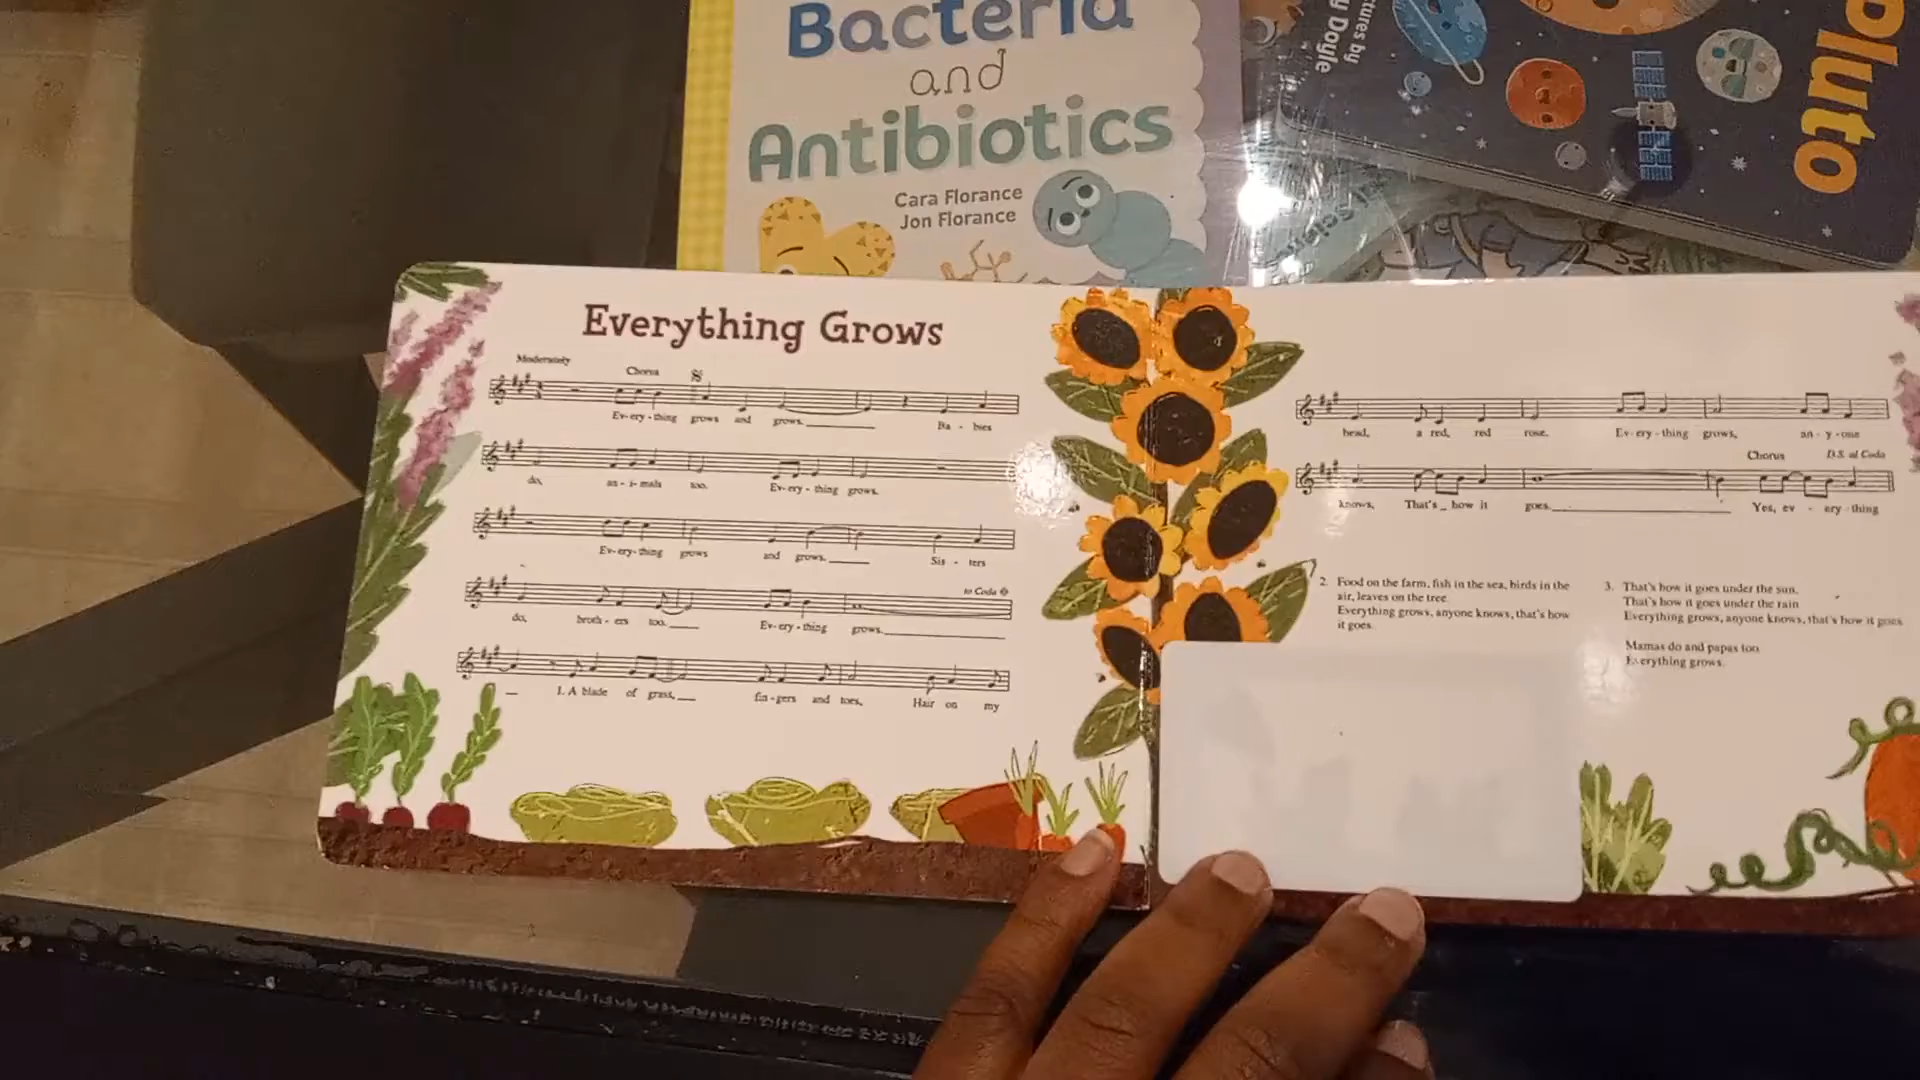 Bacteria
and
Antibiotics
Cara Florance
Jon Florance
Pluto
Doyle
Everything Grows
Moderately
Chorus
Ev-ery-thing grows and grows. Ba - bies
do, an-i-mals too. Ev-ery-thing grows.
Ev-ery-thing grows and grows. Sis - ters
to Coda
do, broth-ers too. Ev-ery-thing grows.
1. A blade of grass, fin-gers and toes, Hair on my
head, a red, red rose. Ev-ery-thing grows, an-y-one
Chorus D.S. al Coda
knows, That's how it goes. Yes, ev - ery-thing
2. Food on the farm, fish in the sea, birds in the
air, leaves on the tree.
Everything grows, anyone knows, that's how
it goes.
3. That's how it goes under the sun.
That's how it goes under the rain
Everything grows, anyone knows, that's how it goes
Mamas do and papas too
Everything grows.